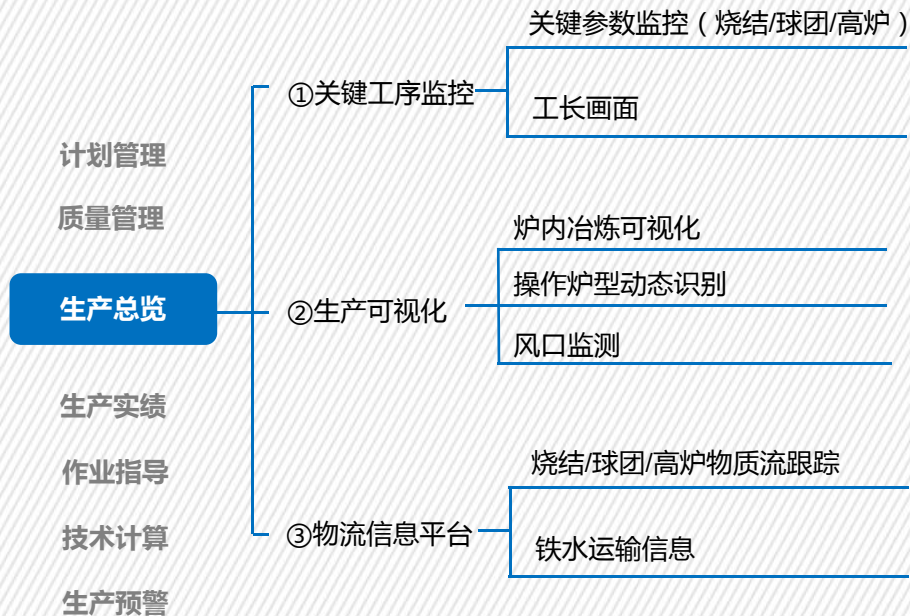 计划管理
质量管理
生产总览
生产实绩
作业指导
技术计算
生产预警
①关键工序监控
关键参数监控（烧结/球团/高炉）
工长画面
②生产可视化
炉内冶炼可视化
操作炉型动态识别
风口监测
③物流信息平台
烧结/球团/高炉物质流跟踪
铁水运输信息